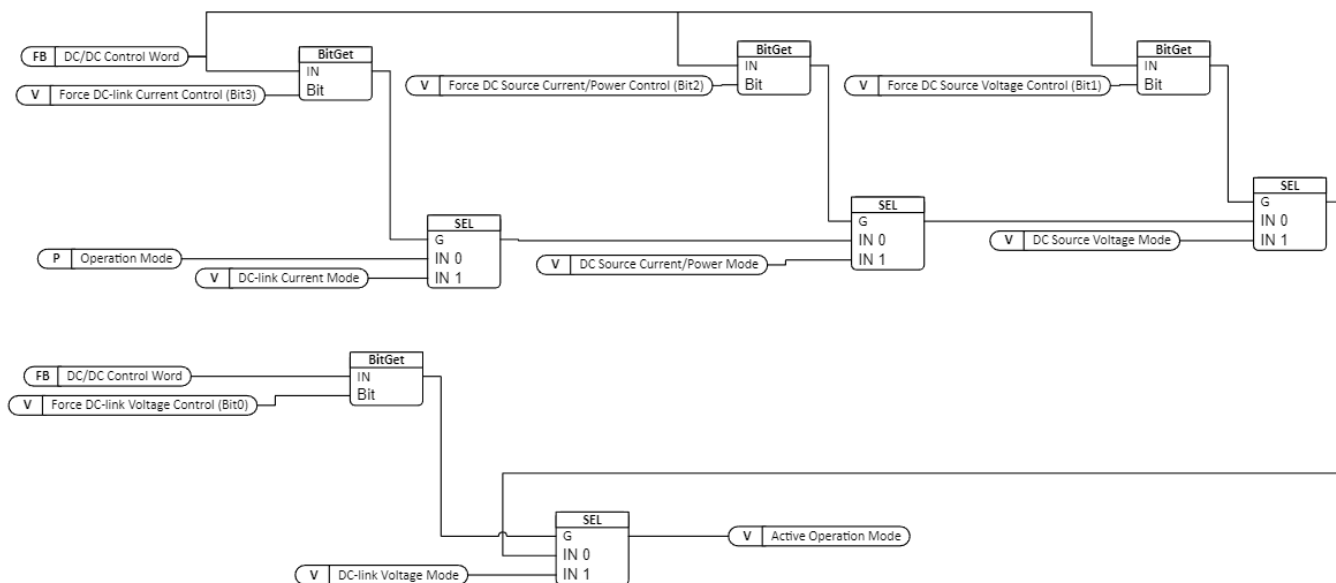 BitGet
BitGet
BitGet
FB DC/DC Control Word
IN
Bit
IN
Bit
IN
Bit
V Force DC-link Current Control (Bit3)
V Force DC Source Current/Power Control (Bit2)
V Force DC Source Voltage Control (Bit1)
SEL
G
IN 0
IN 1
SEL
G
IN 0
IN 1
SEL
G
IN 0
IN 1
P Operation Mode
V DC-link Current Mode
V DC Source Current/Power Mode
V DC Source Voltage Mode
BitGet
FB DC/DC Control Word
IN
Bit
V Force DC-link Voltage Control (Bit0)
SEL
G
IN 0
IN 1
V Active Operation Mode
V DC-link Voltage Mode